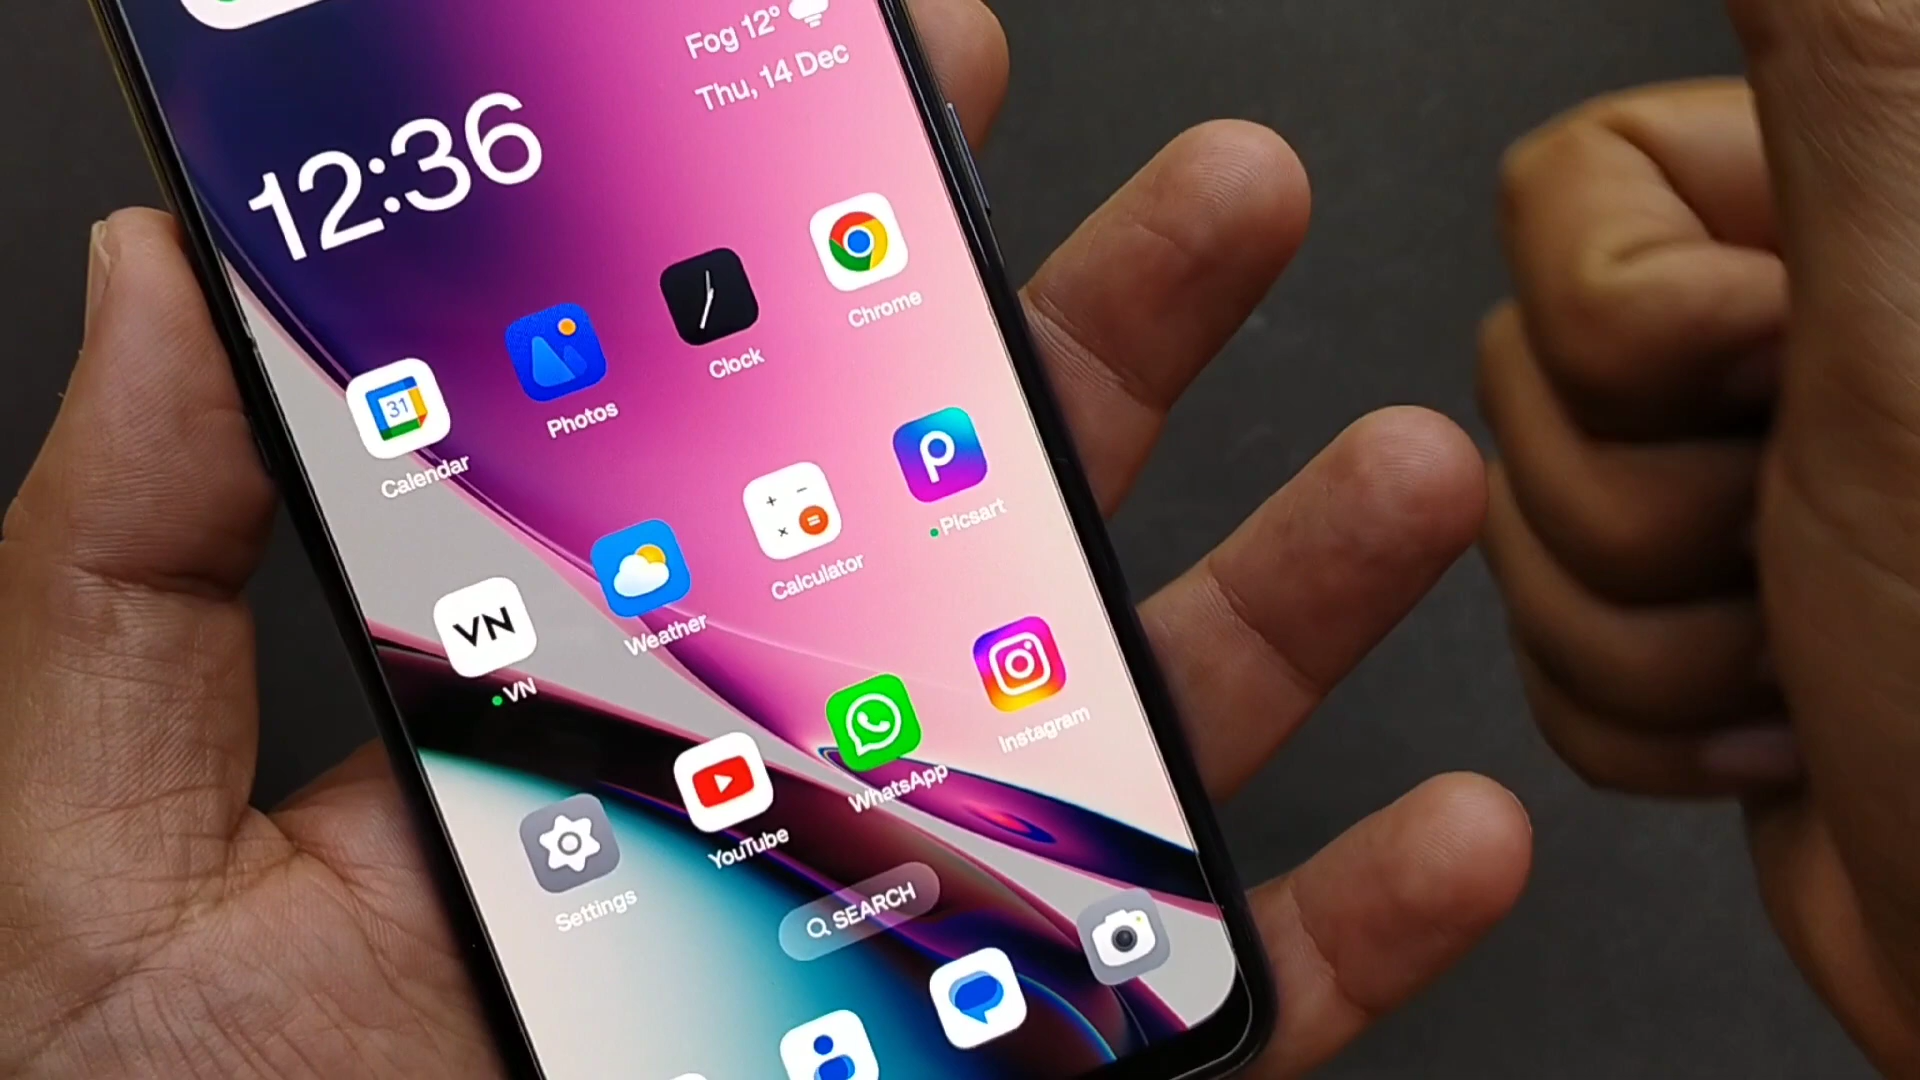 Fog 12°
Thu, 14 Dec
12:36
31
Calendar
Photos
Clock
Chrome
VN
VN
Weather
Calculator
Picsart
Settings
YouTube
WhatsApp
Instagram
SEARCH